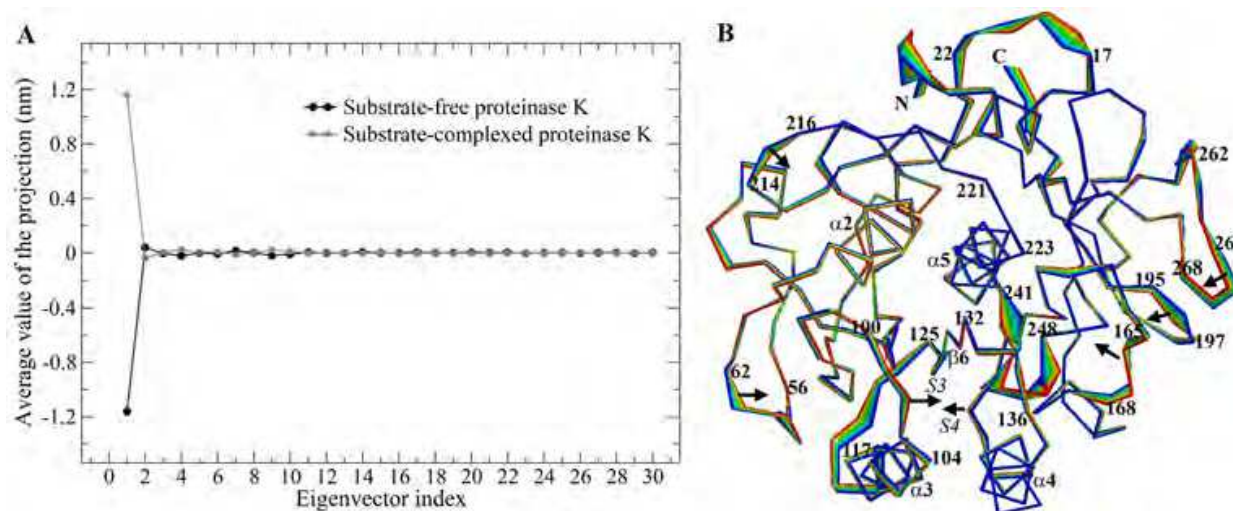 A
Average value of the projection (nm)
1.2
0.8
0.4
0
-0.4
-0.8
-1.2
Substrate-free proteinase K
Substrate-complexed proteinase K
0 2 4 6 8 10 12 14 16 18 20 22 24 26 28 30
Eigenvector index
B
22
17
C
N
216
262
214
221
α2
223
α5
26
268
195
241
100
132
248
165
197
125
β6
62
56
S3
S4
168
136
117
104
α3
α4